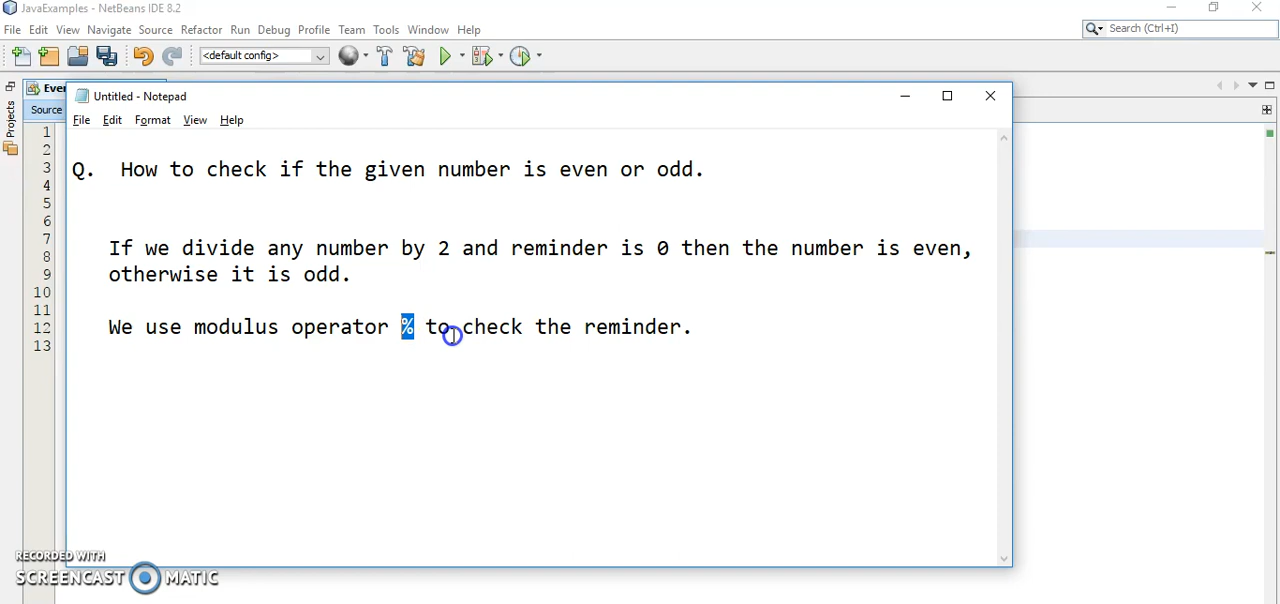 JavaExamples - NetBeans IDE 8.2
File Edit View Navigate Source Refactor Run Debug Profile Team Tools Window Help
Search (Ctrl+I)
<default config>
Projects
Ever
Source
Untitled - Notepad
File Edit Format View Help
Q. How to check if the given number is even or odd.
If we divide any number by 2 and reminder is 0 then the number is even,
otherwise it is odd.
We use modulus operator % to check the reminder.
1
2
3
4
5
6
7
8
9
10
11
12
13
RECORDED WITH
SCREENCAST MATIC